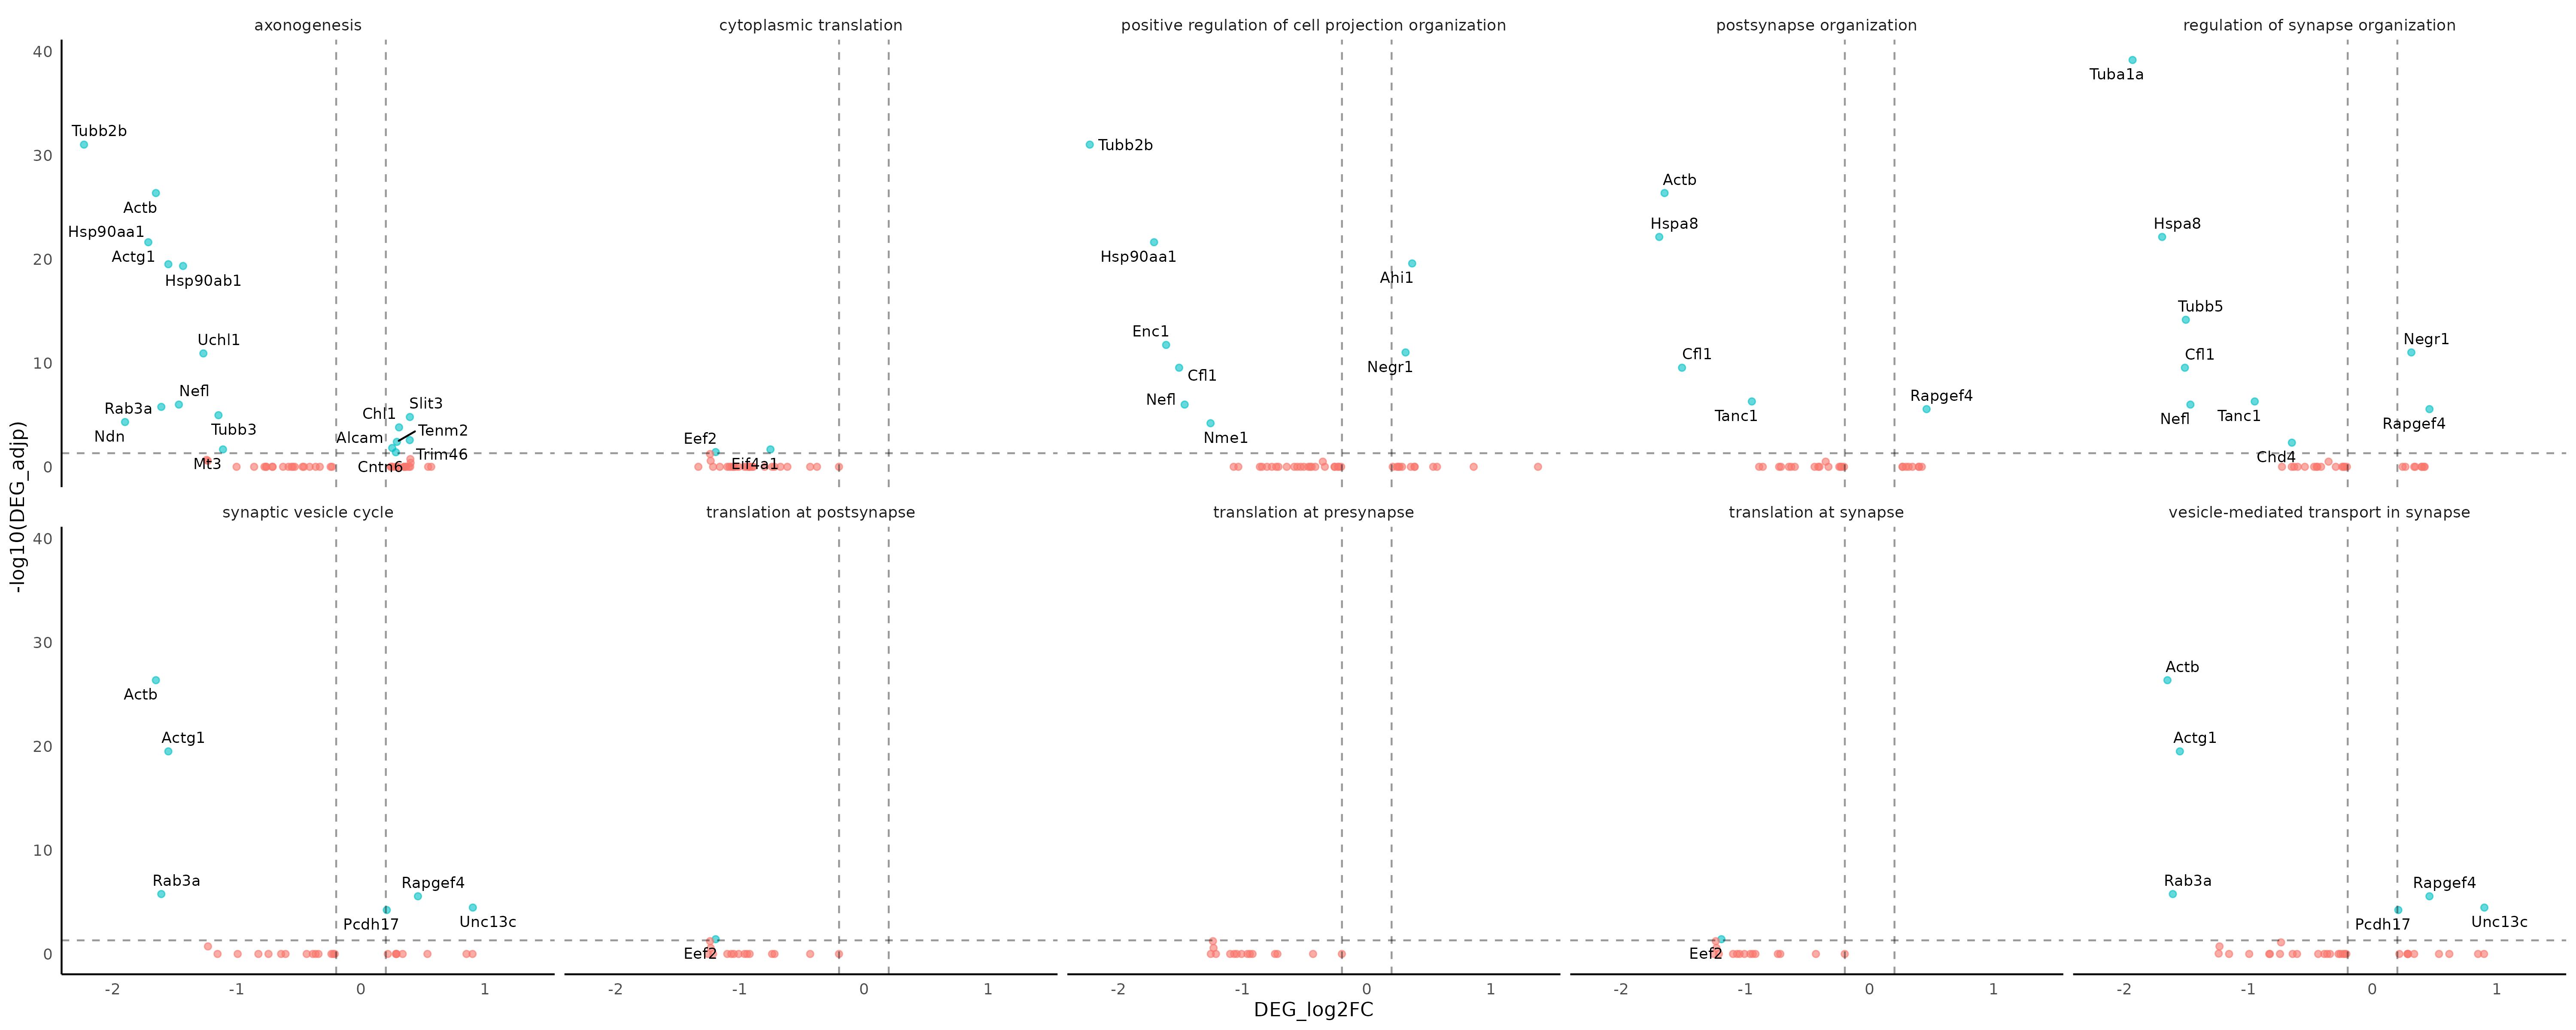 axonogenesis
cytoplasmic translation
positive regulation of cell projection organization
postsynapse organization
regulation of synapse organization
40
30
20
10
0
Tubb2b
Actb
Hsp90aa1
Actg1
Hsp90ab1
Uchl1
Nefl
Rab3a
Ndn
Tubb3
Mt3
Slit3
Chl1
Tenm2
Alcam
Trim46
Cntn6
Eef2
Eif4a1
Tubb2b
Hsp90aa1
Ahi1
Enc1
Negr1
Cfl1
Nefl
Nme1
Actb
Hspa8
Cfl1
Tanc1
Rapgef4
Tuba1a
Hspa8
Tubb5
Negr1
Cfl1
Nefl
Tanc1
Rapgef4
Chd4
-log10(DEG_adjp)
synaptic vesicle cycle
translation at postsynapse
translation at presynapse
translation at synapse
vesicle-mediated transport in synapse
40
30
20
10
0
Actb
Actg1
Rab3a
Rapgef4
Pcdh17
Unc13c
Eef2
Eef2
Actb
Actg1
Rab3a
Rapgef4
Pcdh17
Unc13c
-2 -1 0 1
-2 -1 0 1
-2 -1 0 1
-2 -1 0 1
-2 -1 0 1
DEG_log2FC